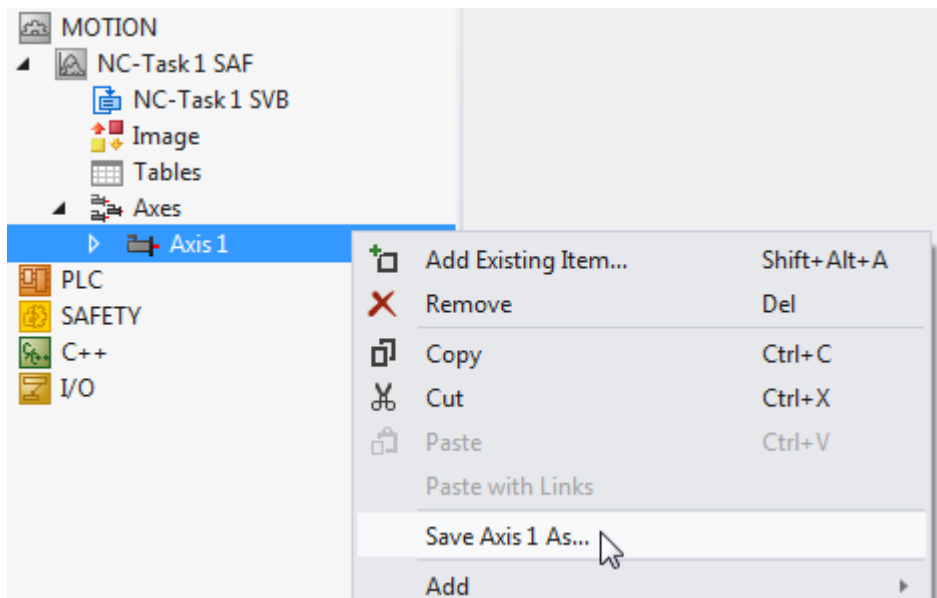 MOTION
NC-Task 1 SAF
NC-Task 1 SVB
Image
Tables
Axes
Axis 1
PLC
SAFETY
C++
I/O
Add Existing Item... Shift+Alt+A
Remove Del
Copy Ctrl+C
Cut Ctrl+X
Paste Ctrl+V
Paste with Links
Save Axis 1 As...
Add